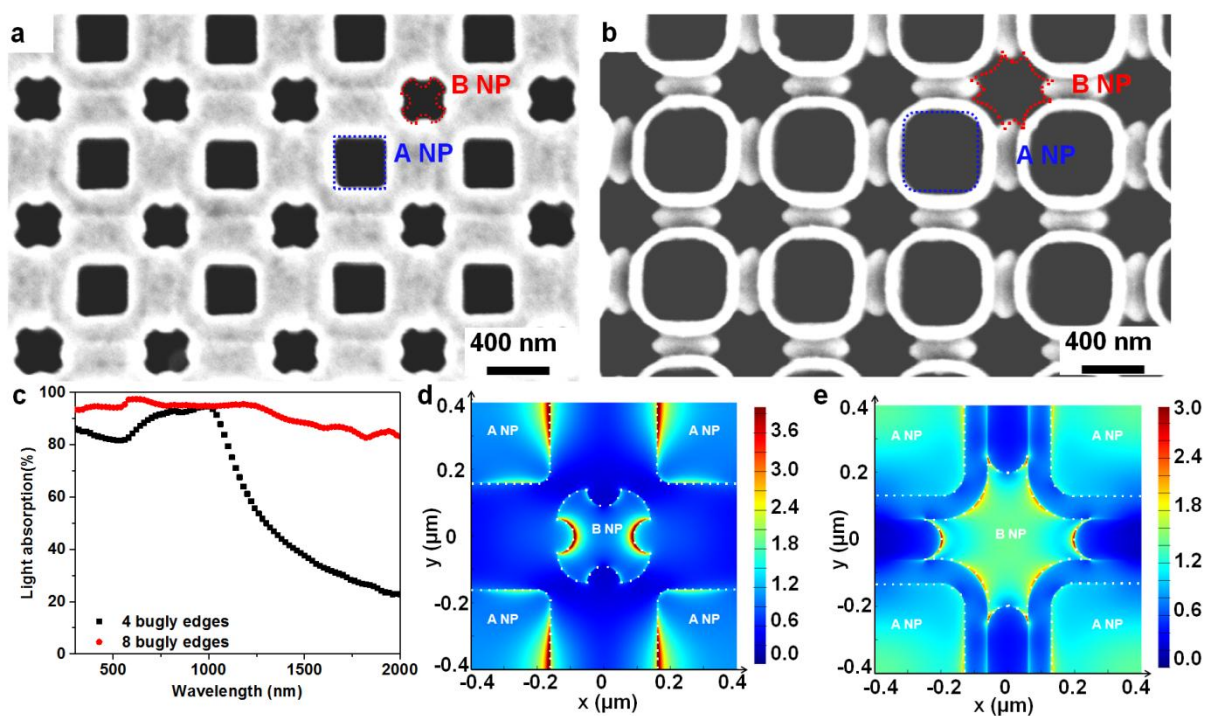 a
B NP
A NP
400 nm
b
B NP
A NP
400 nm
c
100
80
60
40
20
0
Light absorption(%)
4 bugly edges
8 bugly edges
500
1000
1500
2000
Wavelength (nm)
d
0.4
0.2
0
-0.2
-0.4
y (µm)
A NP
A NP
B NP
A NP
A NP
-0.4
-0.2
0
0.2
0.4
x (µm)
3.6
3.0
2.4
1.8
1.2
0.6
0.0
e
0.4
0.2
0
-0.2
-0.4
y (µm)
A NP
A NP
B NP
A NP
A NP
-0.4
-0.2
0
0.2
0.4
x (µm)
3.0
2.4
1.8
1.2
0.6
0.0